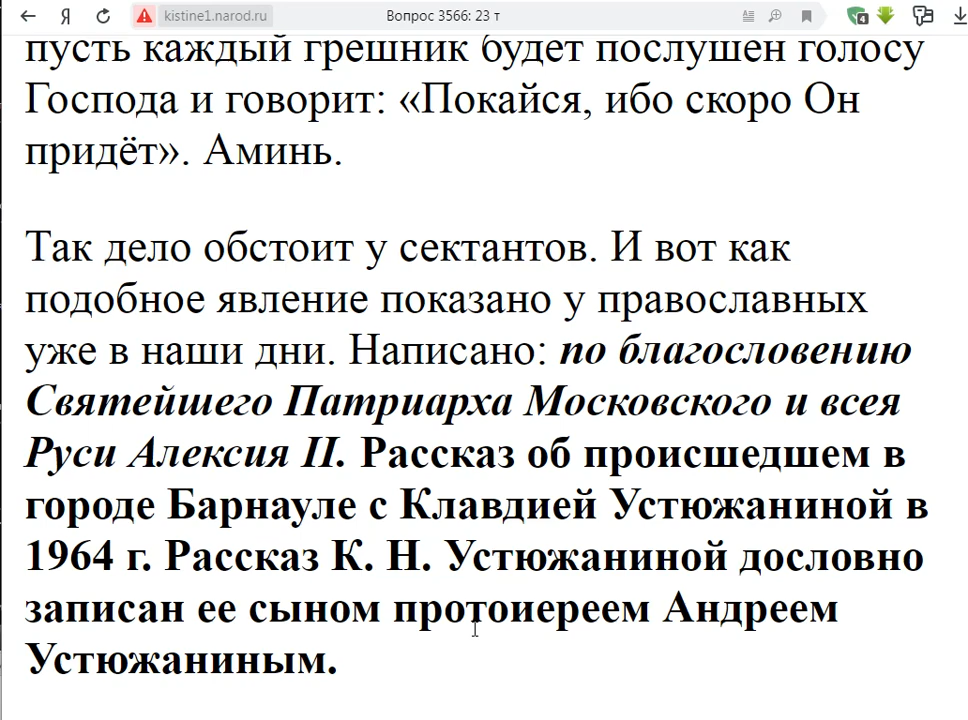 Я
kistine1.narod.ru
Вопрос 3566: 23 т
4
пусть каждый грешник будет послушен голосу
Господа и говорит: «Покайся, ибо скоро Он
придёт». Аминь.
Так дело обстоит у сектантов. И вот как
подобное явление показано у православных
уже в наши дни. Написано: по благословению
Святейшего Патриарха Московского и всея
Руси Алексия II. Рассказ об происшедшем в
городе Барнауле с Клавдией Устюжаниной в
1964 г. Рассказ К. Н. Устюжаниной дословно
записан ее сыном протоиереем Андреем
Устюжаниным.